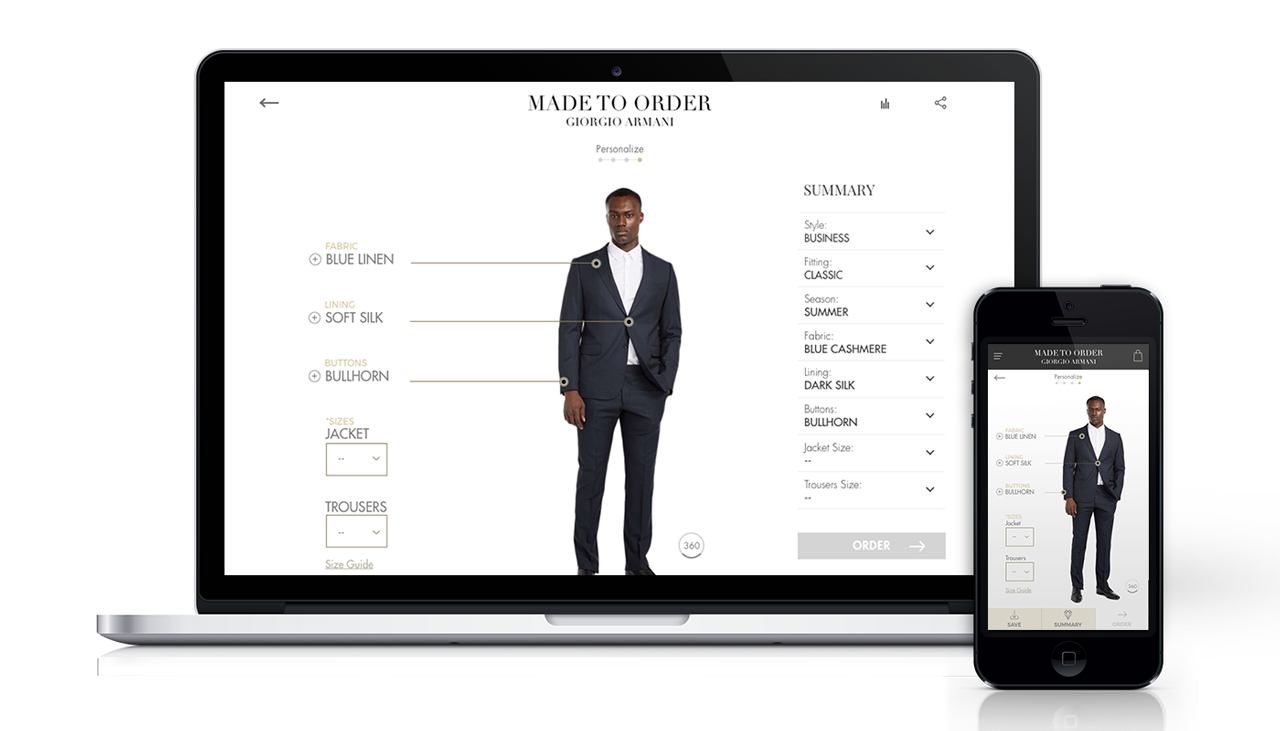 MADE TO ORDER
GIORGIO ARMANI
Personalize
FABRIC
BLUE LINEN
LINING
SOFT SILK
BUTTONS
BULLHORN
*SIZES
JACKET
--
TROUSERS
--
Size Guide
360
SUMMARY
Style:
BUSINESS
Fitting:
CLASSIC
Season:
SUMMER
Fabric:
BLUE CASHMERE
Lining:
DARK SILK
Buttons:
BULLHORN
Jacket Size:
--
Trousers Size:
--
ORDER
MADE TO ORDER
GIORGIO ARMANI
Personalize
FABRIC
BLUE LINEN
LINING
SOFT SILK
BUTTONS
BULLHORN
*SIZES
Jacket
--
Trousers
--
Size Guide
360
SAVE
SUMMARY
ORDER